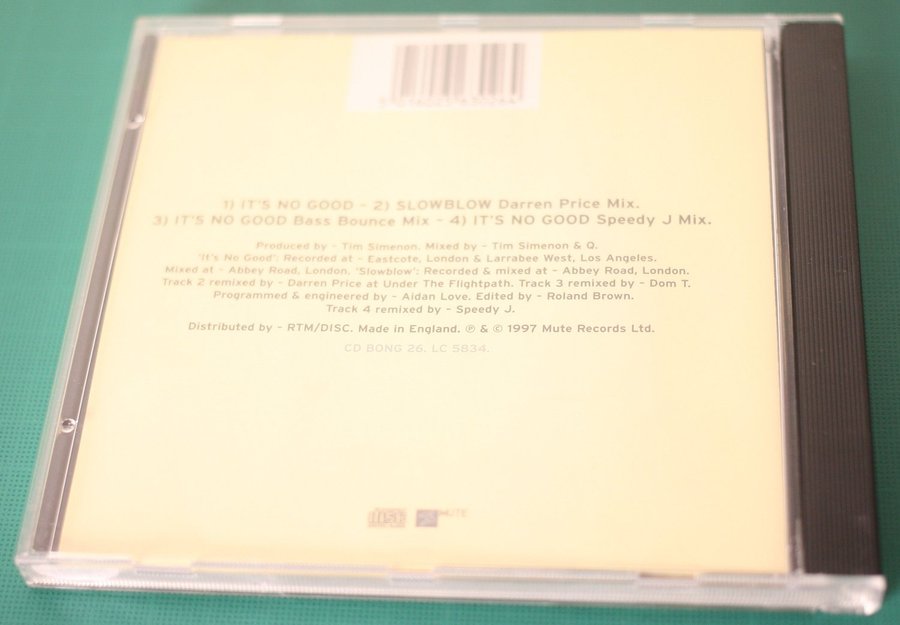 1) IT'S NO GOOD - 2) SLOWBLOW Darren Price Mix.
3) IT'S NO GOOD Bass Bounce Mix - 4) IT'S NO GOOD Speedy J Mix.
Produced by - Tim Simenon. Mixed by - Tim Simenon & Q.
'It's No Good': Recorded at - Eastcote, London & Larrabee West, Los Angeles.
Mixed at - Abbey Road, London. 'Slowblow': Recorded & mixed at - Abbey Road, London.
Track 2 remixed by - Darren Price at Under The Flightpath. Track 3 remixed by - Dom T.
Programmed & engineered by - Aidan Love. Edited by - Roland Brown.
Track 4 remixed by - Speedy J.
Distributed by - RTM/DISC. Made in England. ℗ & © 1997 Mute Records Ltd.
CD BONG 26. LC 5834.
disc MUTE